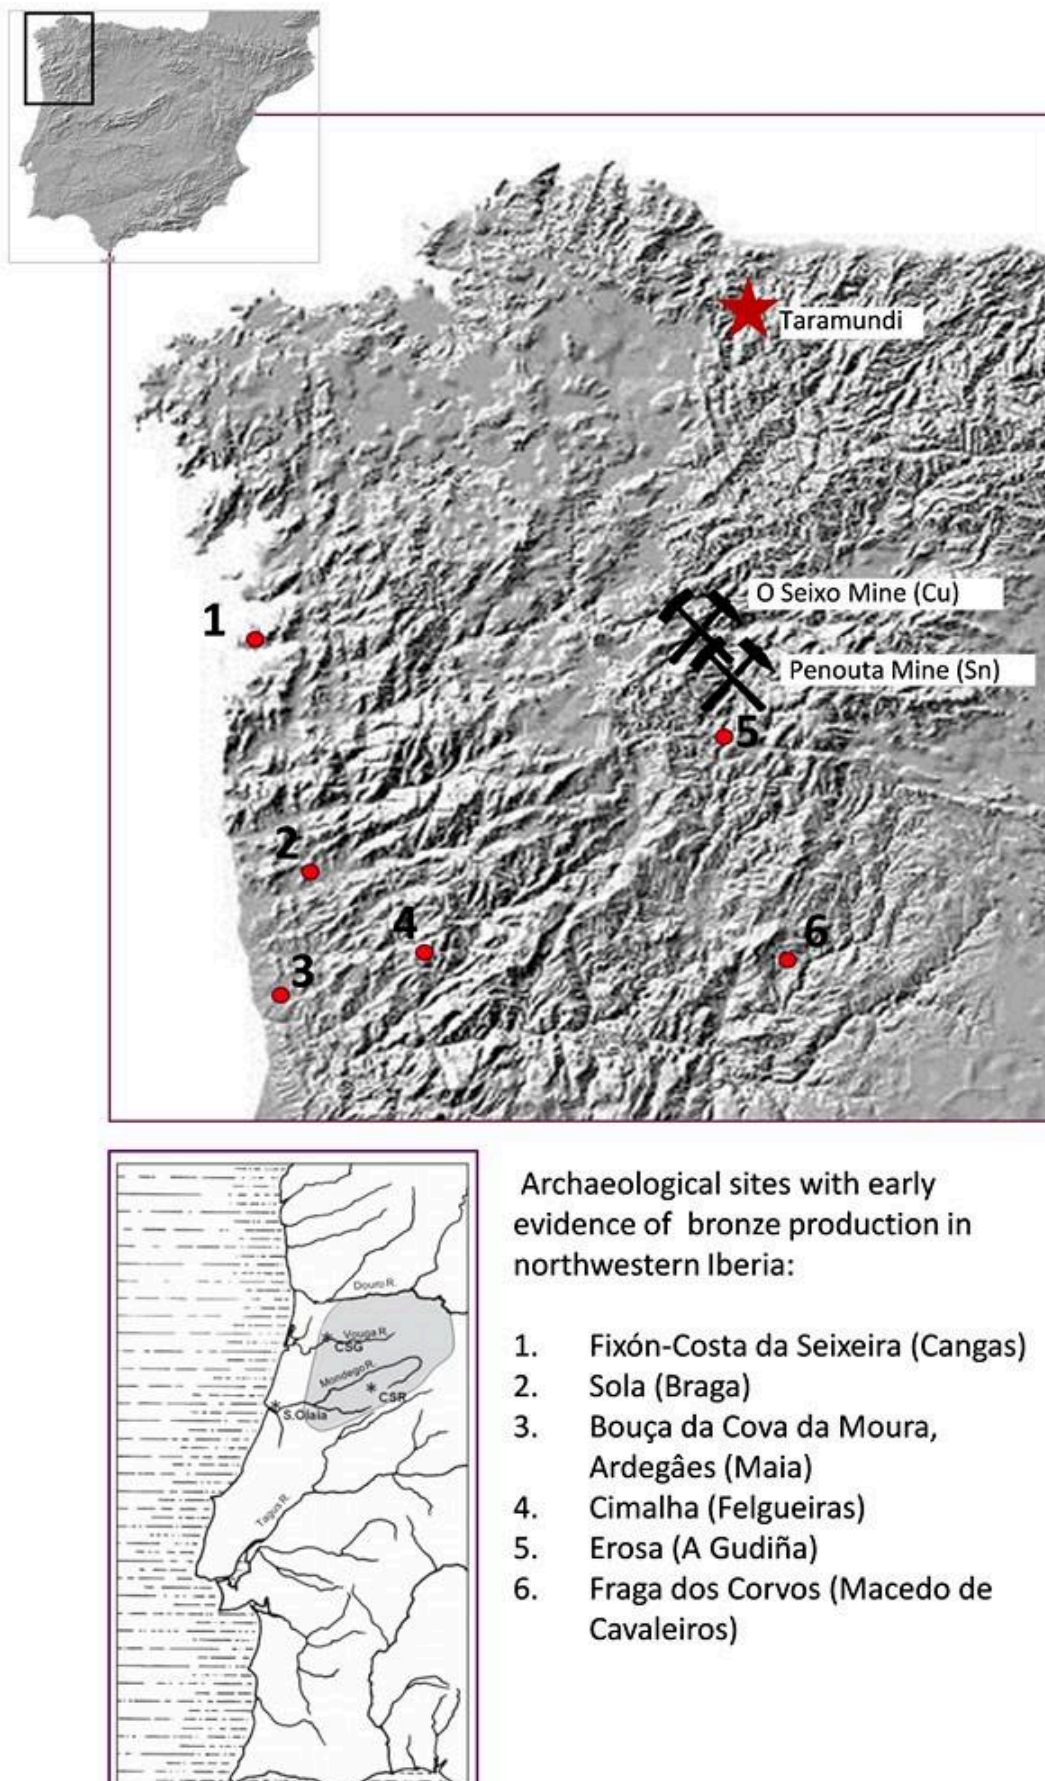 Taramundi
O Seixo Mine (Cu)
1
Penouta Mine (Sn)
5
2
4
6
3
Douro R.
Vouga R.
CSG
Mondego R.
CSR
S.Olaia
Tagus R.
Archaeological sites with early
evidence of bronze production in
northwestern Iberia:
1. Fixón-Costa da Seixeira (Cangas)
2. Sola (Braga)
3. Bouça da Cova da Moura,
Ardegâes (Maia)
4. Cimalha (Felgueiras)
5. Erosa (A Gudiña)
6. Fraga dos Corvos (Macedo de
Cavaleiros)